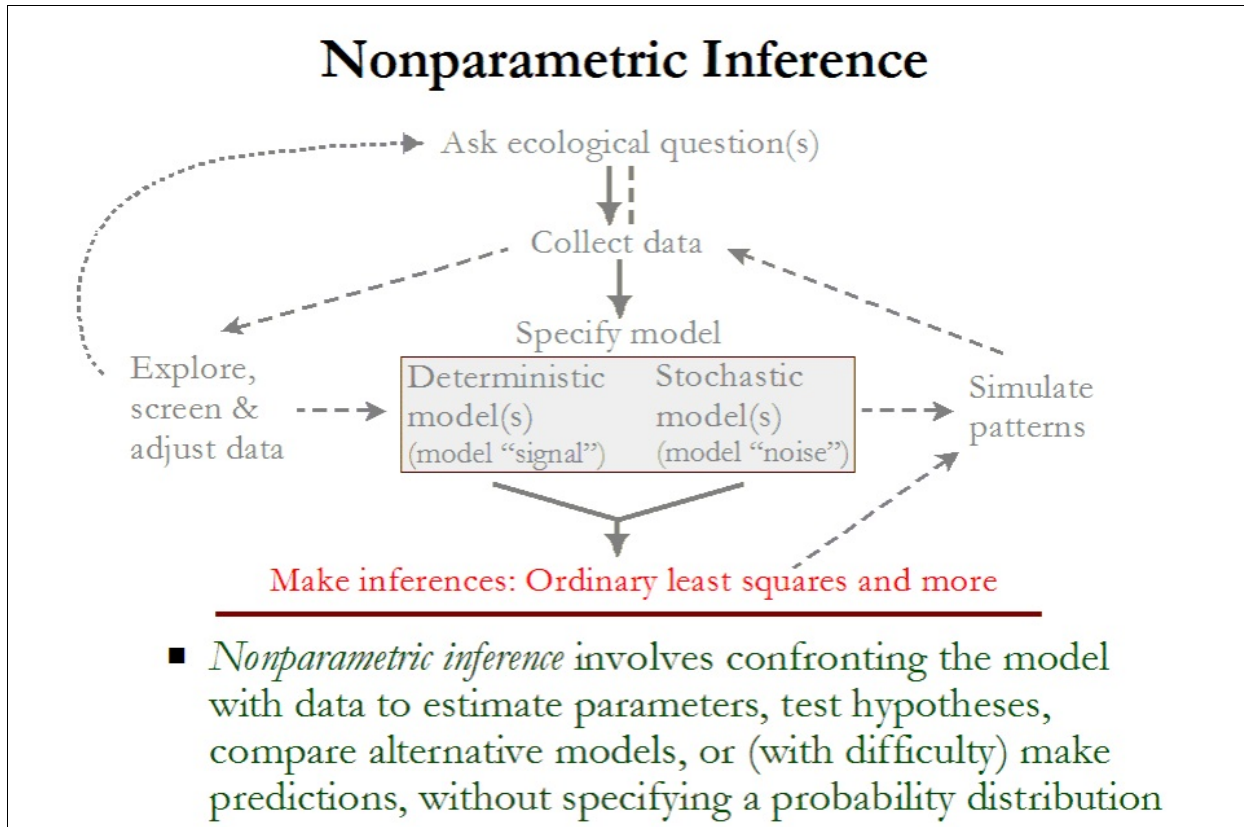 Nonparametric Inference
Ask ecological question(s)
Collect data
Specify model
Explore,
screen &
adjust data
Deterministic
model(s)
(model “signal”)
Stochastic
model(s)
(model “noise”)
Simulate
patterns
Make inferences: Ordinary least squares and more
▪ Nonparametric inference involves confronting the model
with data to estimate parameters, test hypotheses,
compare alternative models, or (with difficulty) make
predictions, without specifying a probability distribution